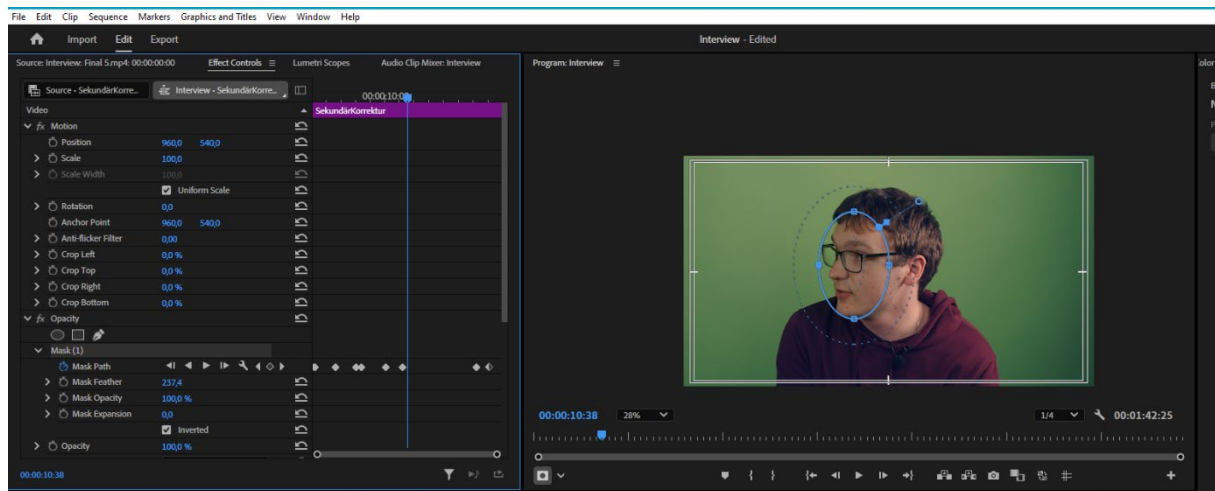 File Edit Clip Sequence Markers Graphics and Titles View Window Help
Import Edit Export
Interview - Edited
Source: Interview: Final S.mp4: 00:00:00:00
Effect Controls
Lumetri Scopes
Audio Clip Mixer: Interview
Program: Interview
olor
Source - SekundärKorre...
Interview - SekundärKorre...
00:00:10:00
Video
SekundärKorrektur
fx Motion
Position 960,0 540,0
Scale 100,0
Scale Width 100,0
Uniform Scale
Rotation 0,0
Anchor Point 960,0 540,0
Anti-flicker Filter 0,00
Crop Left 0,0 %
Crop Top 0,0 %
Crop Right 0,0 %
Crop Bottom 0,0 %
fx Opacity
Mask (1)
Mask Path
Mask Feather 237,4
Mask Opacity 100,0 %
Mask Expansion 0,0
Inverted
Opacity 100,0 %
00:00:10:38
00:00:10:38 28% 1/4 00:01:42:25